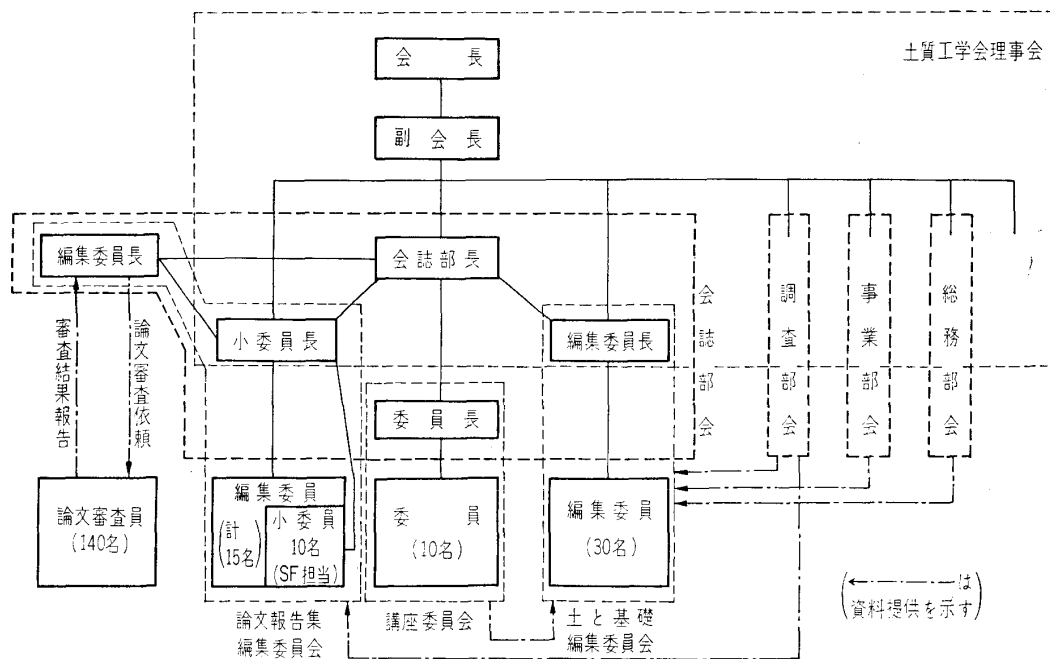 土質工学会理事会
会長
副会長
編集委員長
会誌部長
小委員長
編集委員長
委員長
会誌部会
調査部会
事業部会
総務部会
審査結果報告
論文審査依頼
論文審査員
(140名)
編集委員
(計15名)
小委員
10名
(SF担当)
委員
(10名)
編集委員
(30名)
論文報告集
編集委員会
講座委員会
土と基礎
編集委員会
(←は
資料提供を示す)